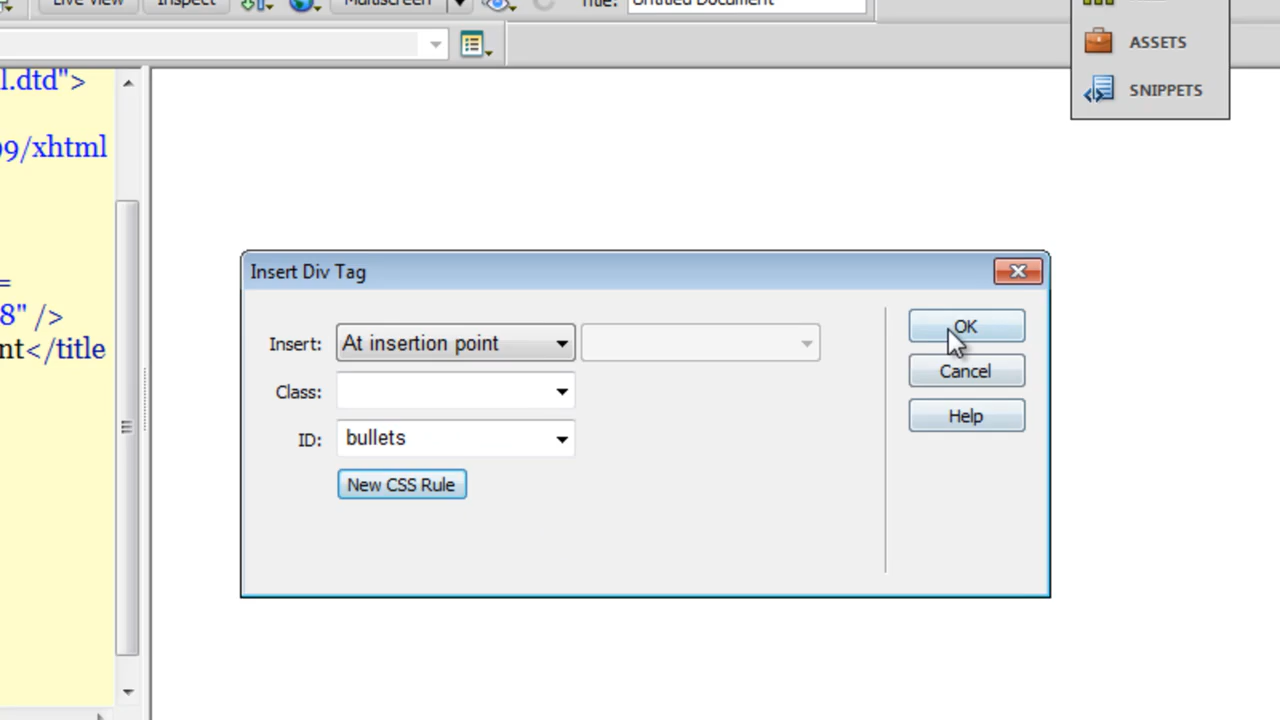 Live View Inspect Multiscreen Title: Untitled Document
ASSETS
l.dtd">
SNIPPETS
99/xhtml
Insert Div Tag
=
8" />
OK
Insert: At insertion point
nt</title
Cancel
Class:
Help
ID: bullets
New CSS Rule